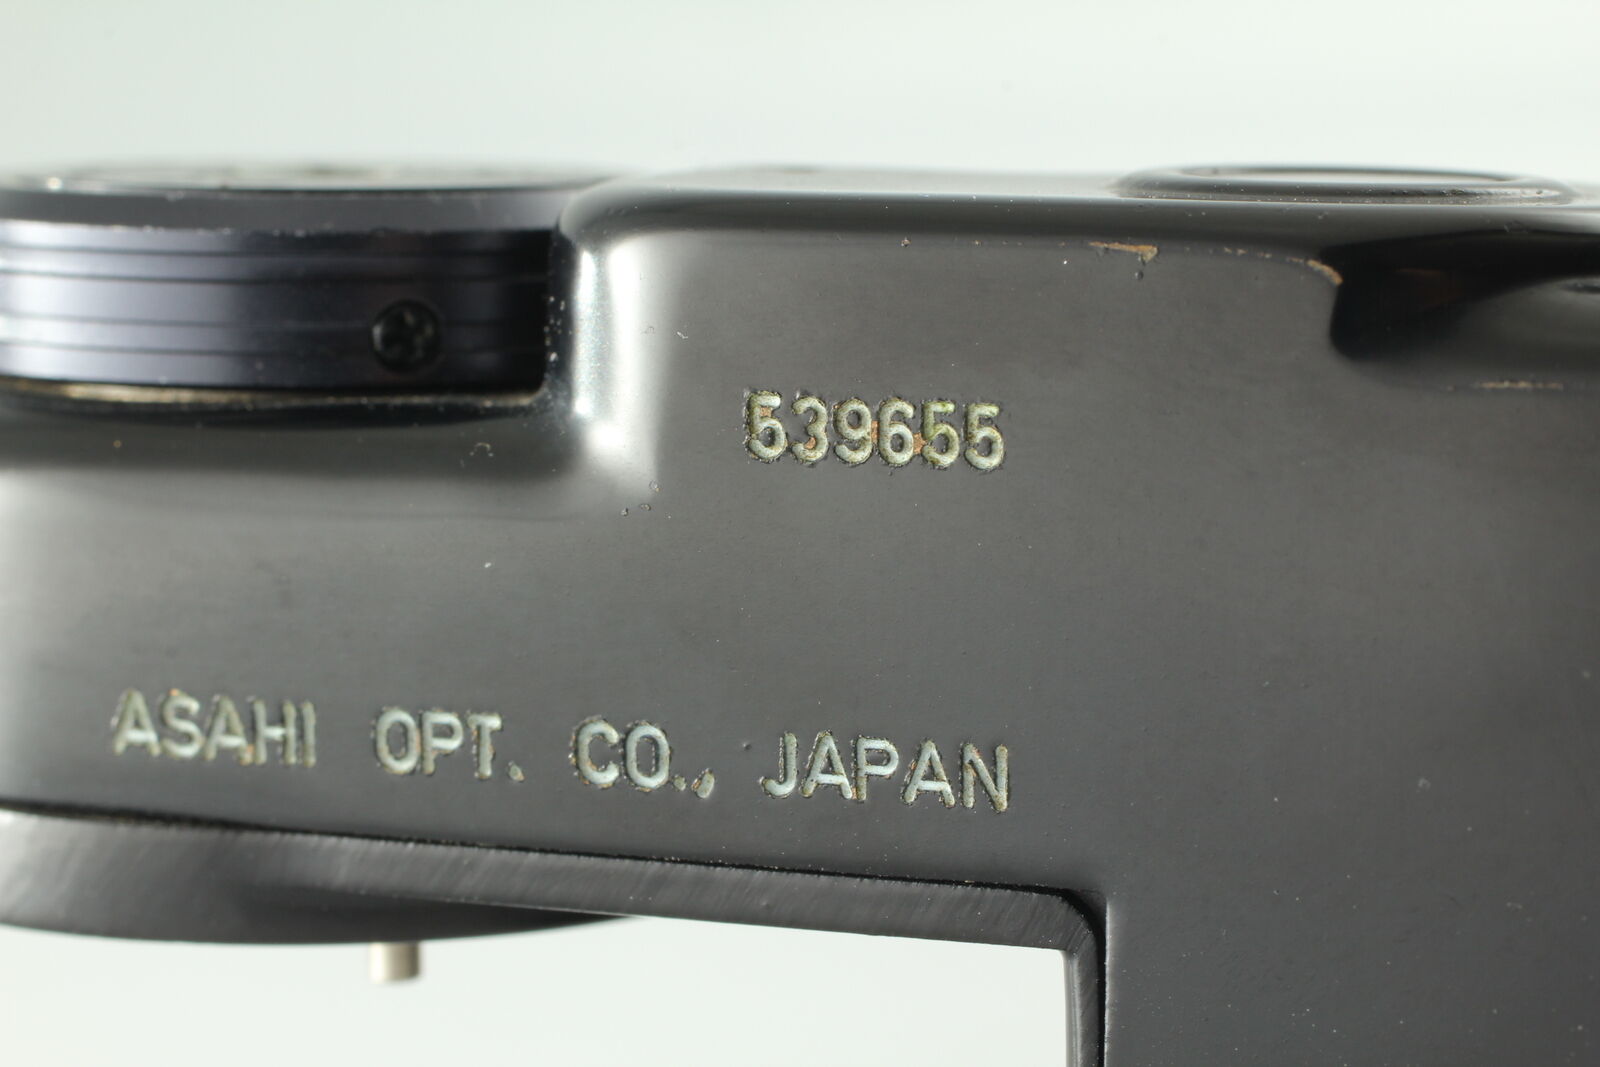 539655
ASAHI OPT. CO., JAPAN